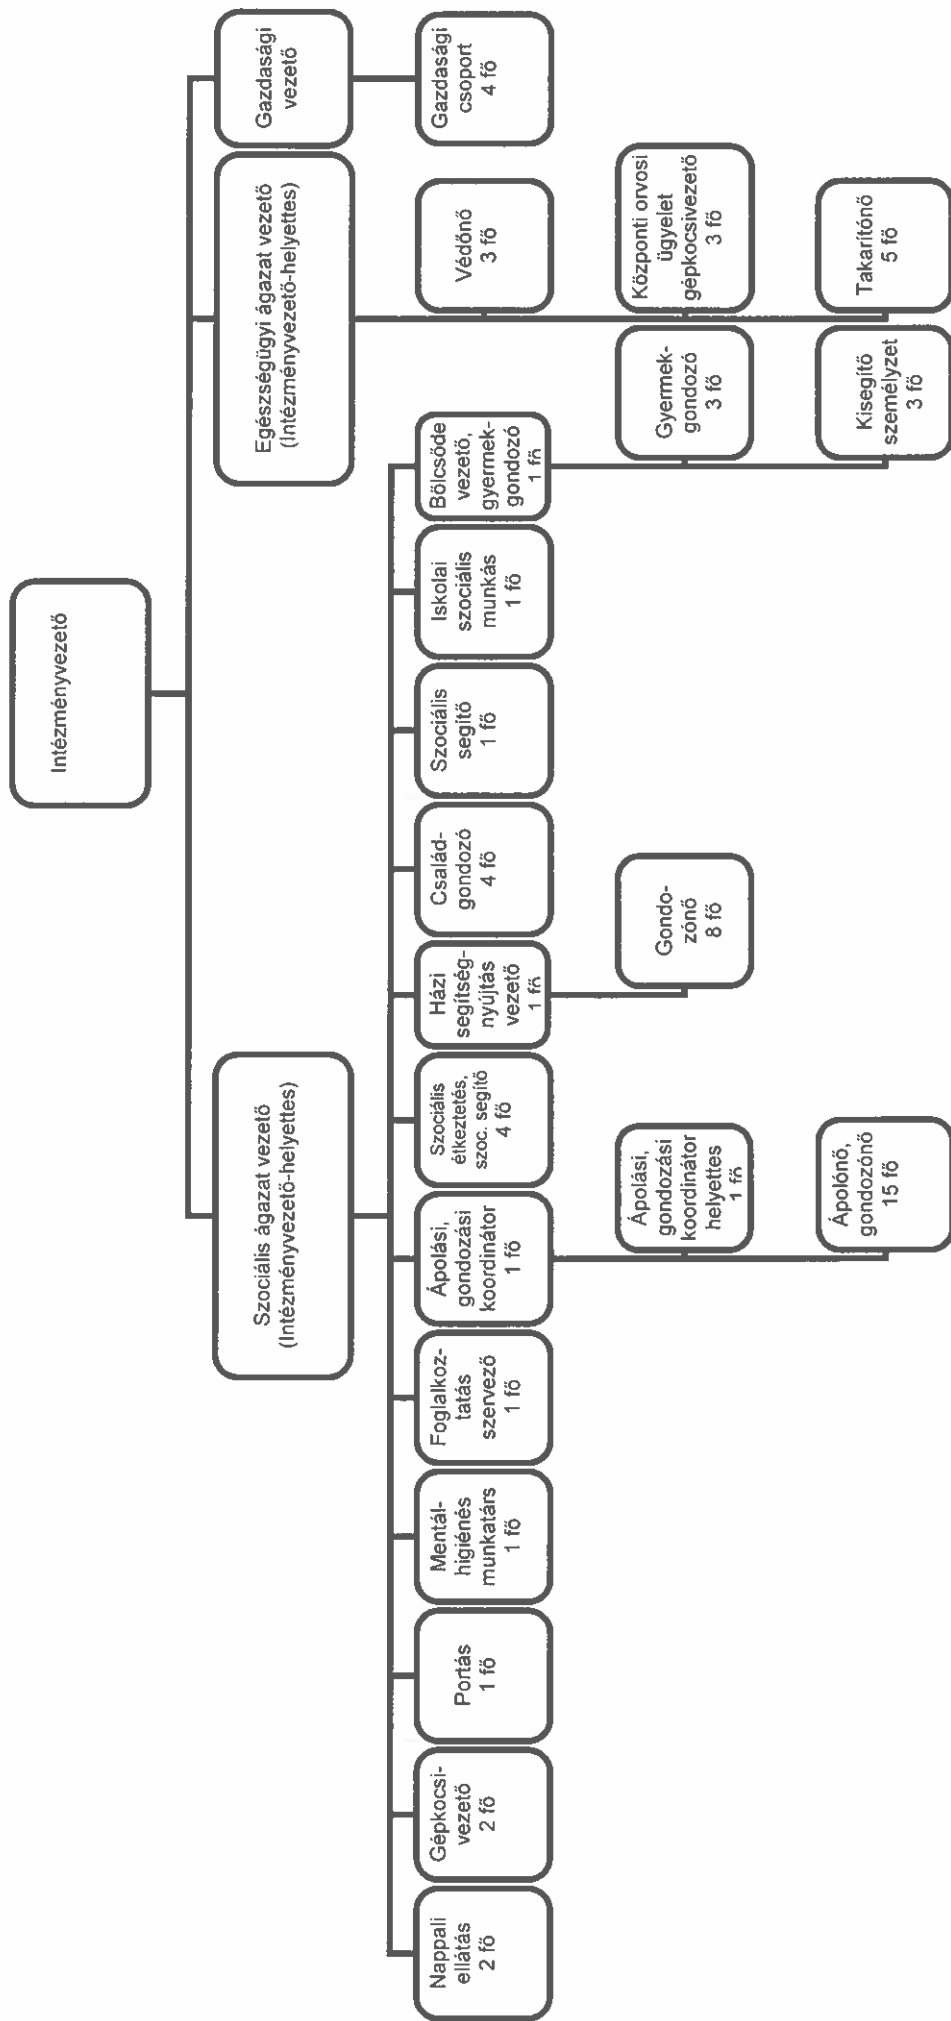 Intézményvezető
Szociális ágazat vezető
(Intézményvezető-helyettes)
Egészségügyi ágazat vezető
(Intézményvezető-helyettes)
Gazdasági
vezető
Nappali
ellátás
2 fő
Gépkocsi-
vezető
2 fő
Portás
1 fő
Mentál-
higiénés
munkatárs
1 fő
Foglalkoz-
tatás
szervező
1 fő
Ápolási,
gondozási
koordinátor
1 fő
Szociális
étkeztetés,
szoc. segítő
4 fő
Házi
segítség-
nyújtás
vezető
1 fő
Család-
gondozó
4 fő
Szociális
segítő
1 fő
Iskolai
szociális
munkás
1 fő
Bölcsőde
vezető,
gyermek-
gondozó
1 fő
Védőnő
3 fő
Gazdasági
csoport
4 fő
Ápolási,
gondozási
koordinátor
helyettes
1 fő
Gondo-
zónő
8 fő
Gyermek-
gondozó
3 fő
Központi orvosi
ügyelet
gépkocsivezető
3 fő
Ápolónő,
gondozónő
15 fő
Kisegítő
személyzet
3 fő
Takarítónő
5 fő